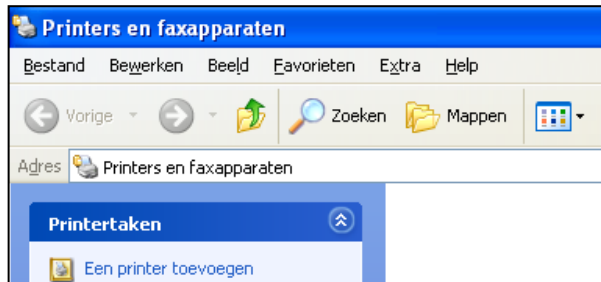 Printers en faxapparaten
Bestand Bewerken Beeld Favorieten Extra Help
Vorige Zoeken Mappen
Adres Printers en faxapparaten
Printertaken
Een printer toevoegen